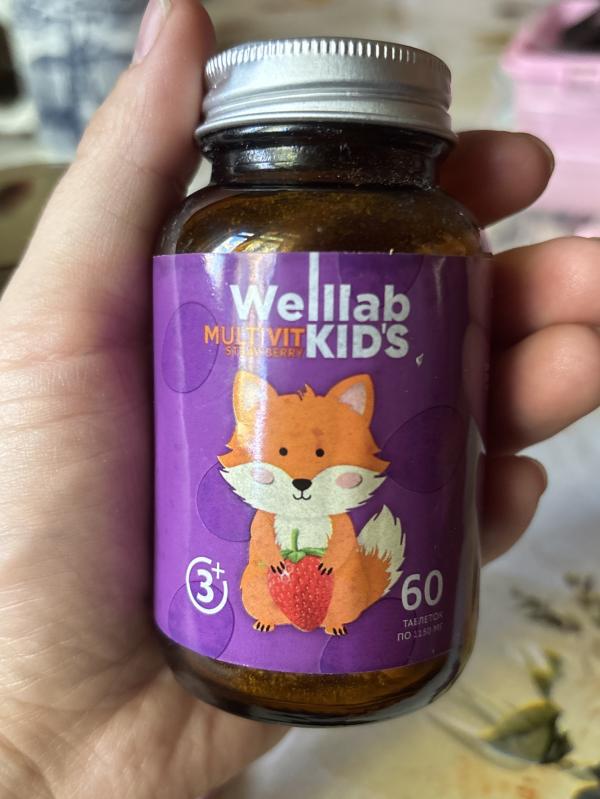 Welllab
MULTIVIT KID'S
STRAWBERRY
3+
60
ТАБЛЕТОК
ПО 1150 МГ